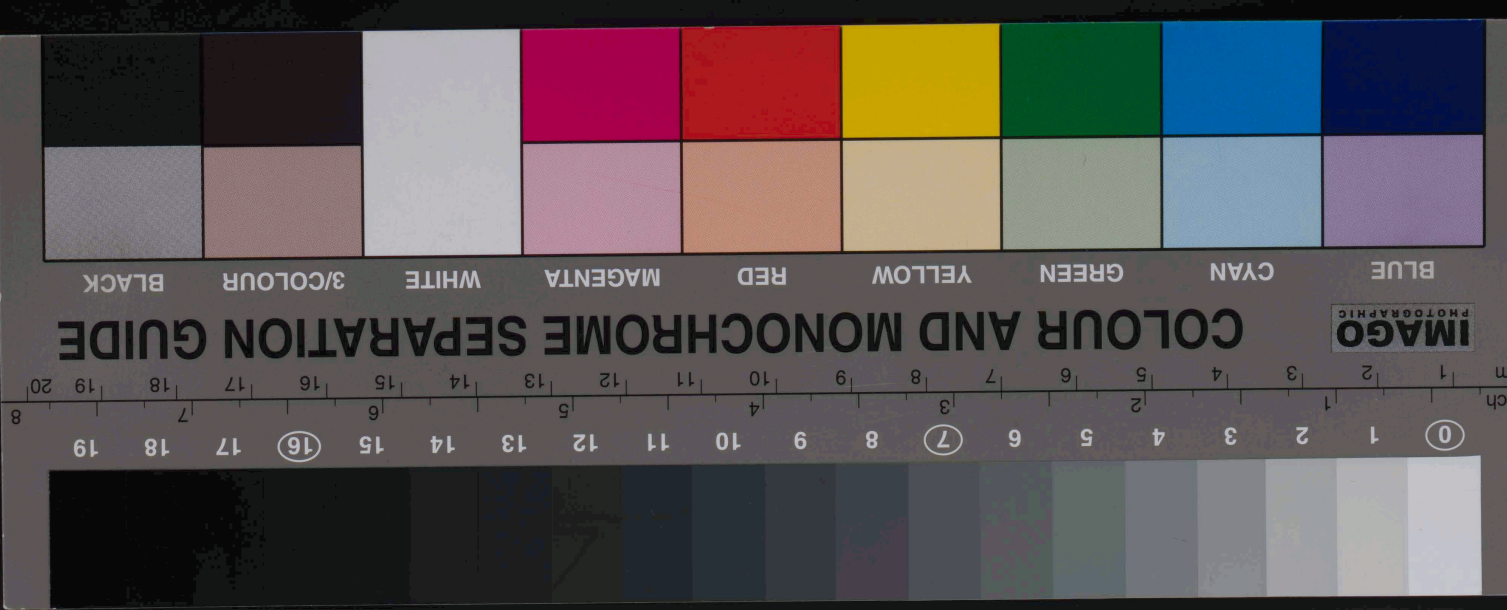 0 1 2 3 4 5 6 7 8 9 10 11 12 13 14 15 16 17 18 19
ch 1 2 3 4 5 6 7 8
m 1 2 3 4 5 6 7 8 9 10 11 12 13 14 15 16 17 18 19 20
IMAGO
PHOTOGRAPHIC
COLOUR AND MONOCHROME SEPARATION GUIDE
BLUE CYAN GREEN YELLOW RED MAGENTA WHITE 3/COLOUR BLACK